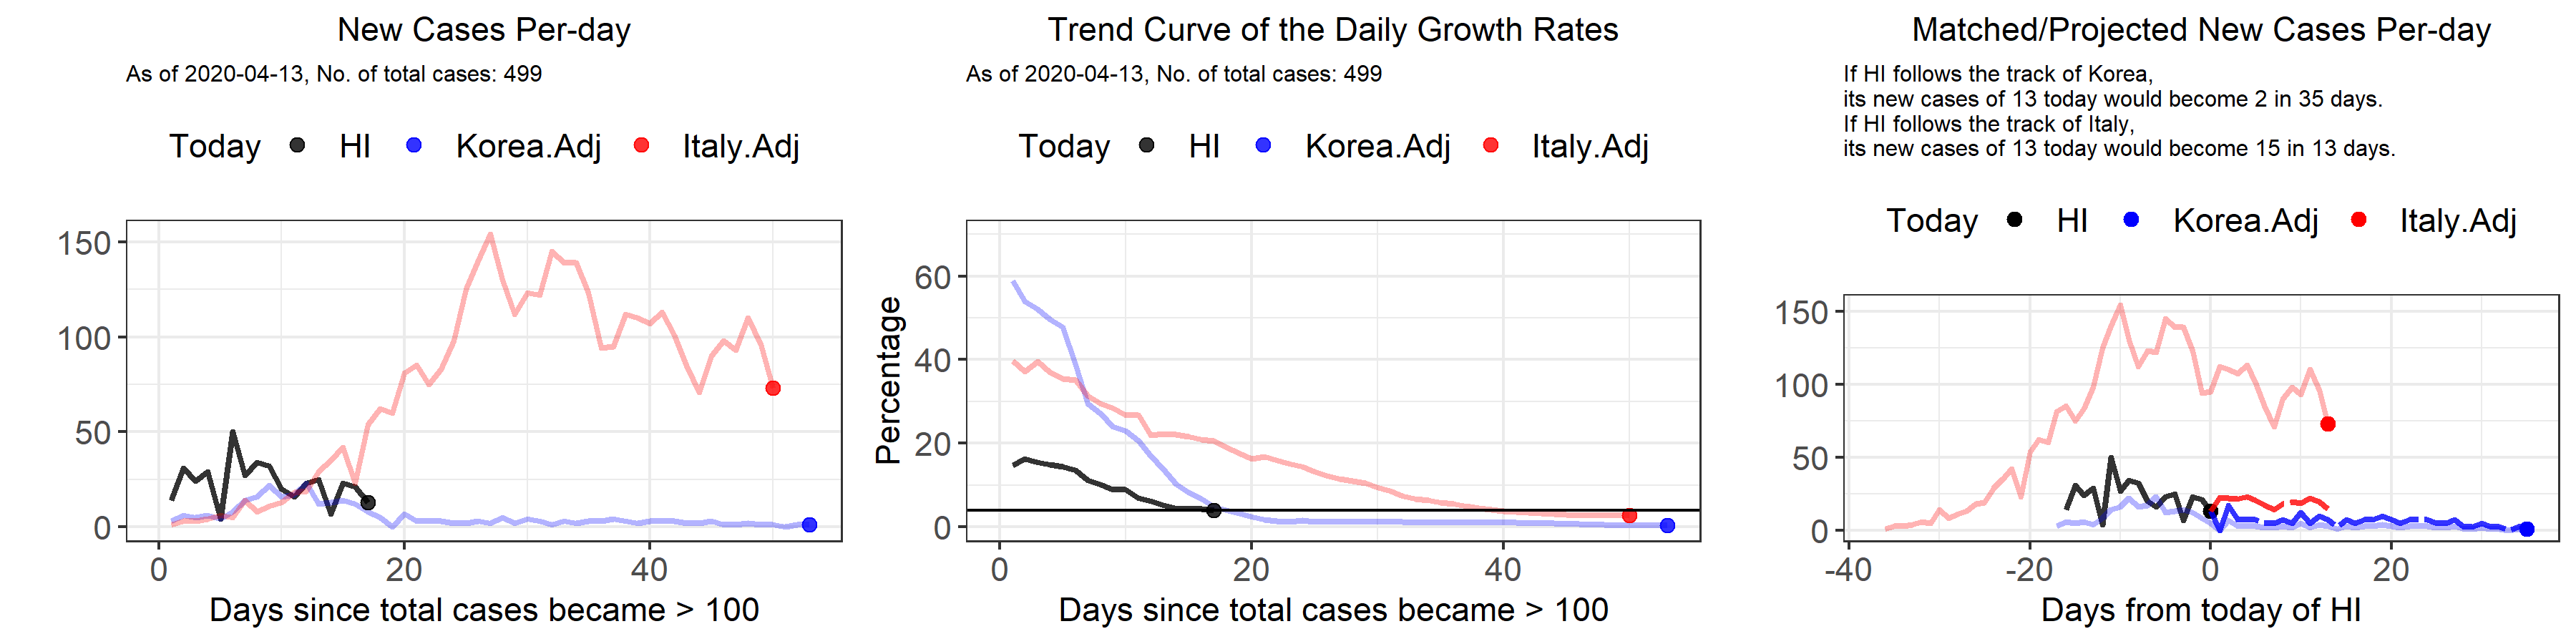 New Cases Per-day
As of 2020-04-13, No. of total cases: 499
Today HI Korea.Adj Italy.Adj
150
100
50
0
0 20 40
Days since total cases became > 100
Trend Curve of the Daily Growth Rates
As of 2020-04-13, No. of total cases: 499
Today HI Korea.Adj Italy.Adj
Percentage
60
40
20
0
0 20 40
Days since total cases became > 100
Matched/Projected New Cases Per-day
If HI follows the track of Korea,
its new cases of 13 today would become 2 in 35 days.
If HI follows the track of Italy,
its new cases of 13 today would become 15 in 13 days.
Today HI Korea.Adj Italy.Adj
150
100
50
0
-40 -20 0 20
Days from today of HI